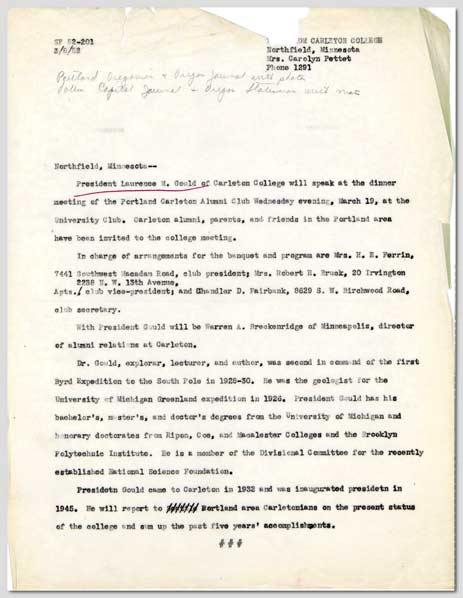 SF 52-201
OM CARLETON COLLEGE
3/8/52
Northfield, Minnesota
Mrs. Carolyn Pettet
Phone 1291
Portland Oregonian & Oregon Journal with plate
Salem Capital Journal & Oregon Statesman with mat
Northfield, Minnesota--
President Laurence M. Gould of Carleton College will speak at the dinner
meeting of the Portland Carleton Alumni Club Wednesday evening, March 19, at the
University Club. Carleton alumni, parents, and friends in the Portland area
have been invited to the college meeting.
In charge of arrangements for the banquet and program are Mrs. H. E. Ferrin,
7441 Southwest Macadam Road, club president; Mrs. Robert H. Bruck, 20 Irvington
2238 N. W. 13th Avenue,
Apts./ club vice-president; and Chandler D. Fairbank, 8629 S. W. Birchwood Road,
club secretary.
With President Gould will be Warren A. Breckenridge of Minneapolis, director
of alumni relations at Carleton.
Dr. Gould, explorar, lecturer, and author, was second in command of the first
Byrd Expedition to the South Pole in 1928-30. He was the geologist for the
University of Michigan Greenland expedition in 1926. President Gould has his
bachelor's, master's, and doctor's degrees from the University of Michigan and
honorary doctorates from Ripon, Coe, and Macalester Colleges and the Brooklyn
Polytechnic Institute. He is a member of the Divisional Committee for the recently
established National Science Foundation.
Presidetn Gould came to Carleton in 1932 and was inaugurated presidetn in
1945. He will report to Portland area Carletonians on the present status
of the college and sum up the past five years' accomplishments.
###